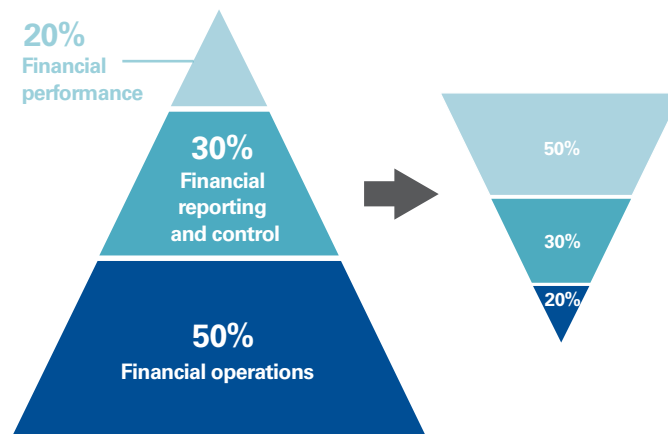 20%
Financial
performance
30%
Financial
reporting
and control
50%
Financial operations
50%
30%
20%